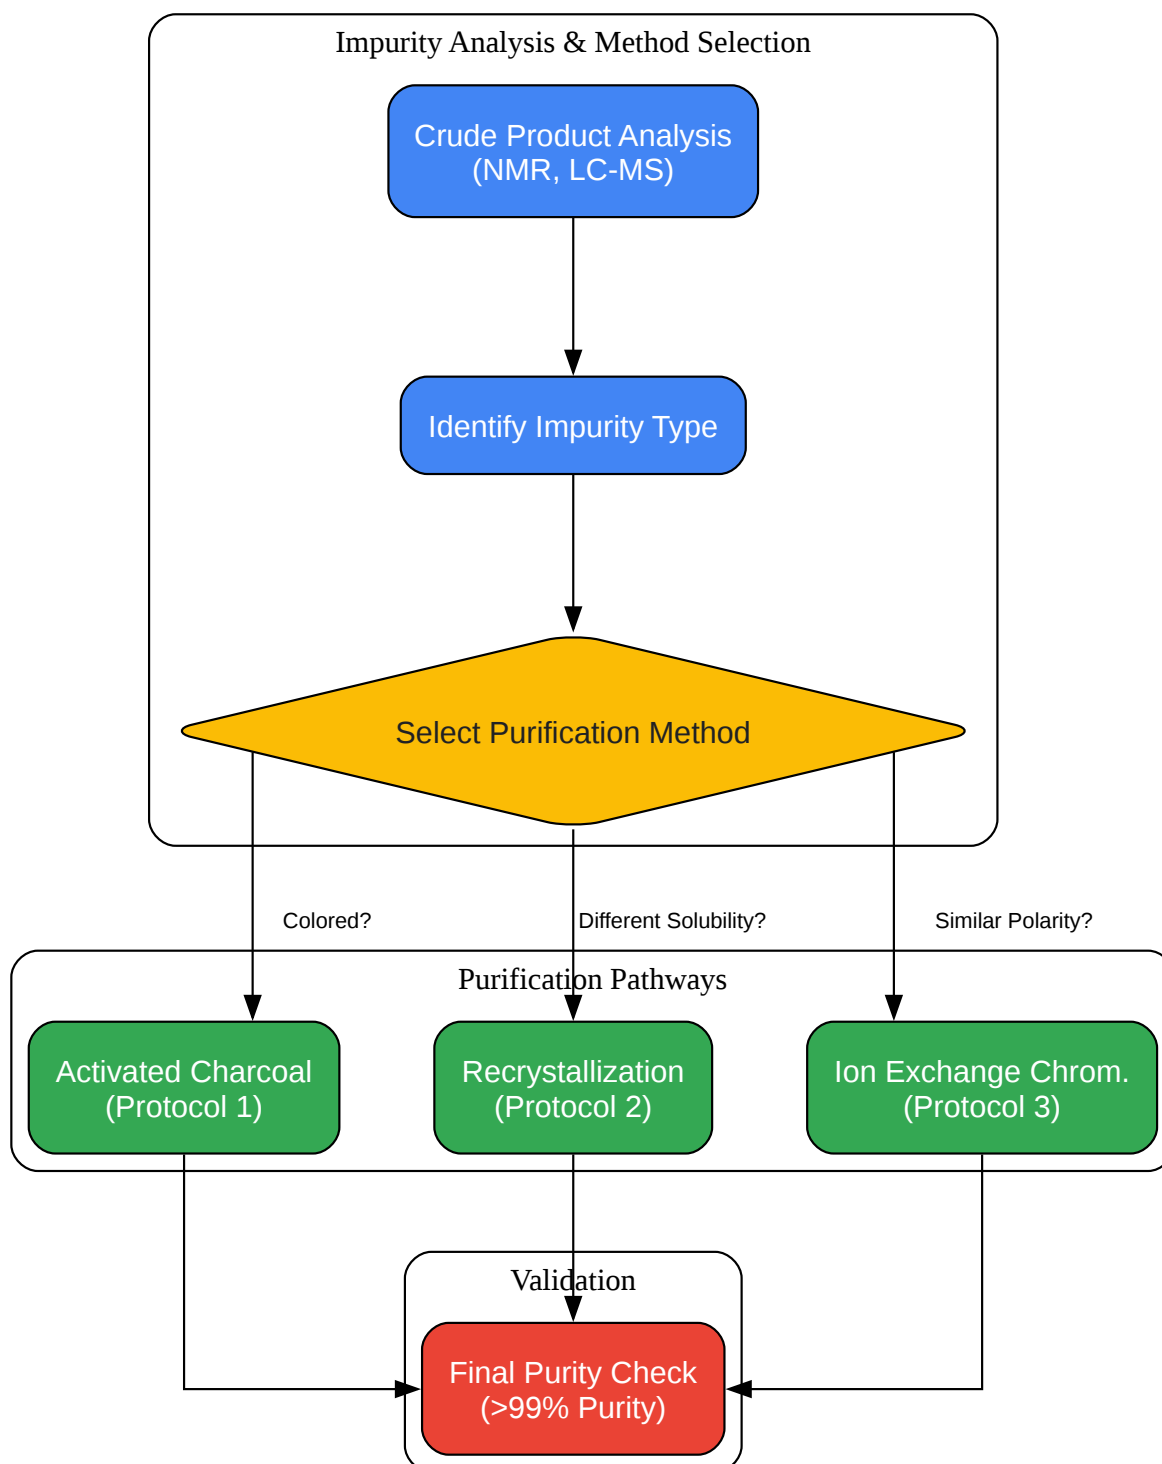 Impurity Analysis & Method Selection
Crude Product Analysis
(NMR, LC-MS)
Identify Impurity Type
Select Purification Method
Colored?
Different Solubility?
Similar Polarity?
Purification Pathways
Activated Charcoal
(Protocol 1)
Recrystallization
(Protocol 2)
Ion Exchange Chrom.
(Protocol 3)
Validation
Final Purity Check
(>99% Purity)